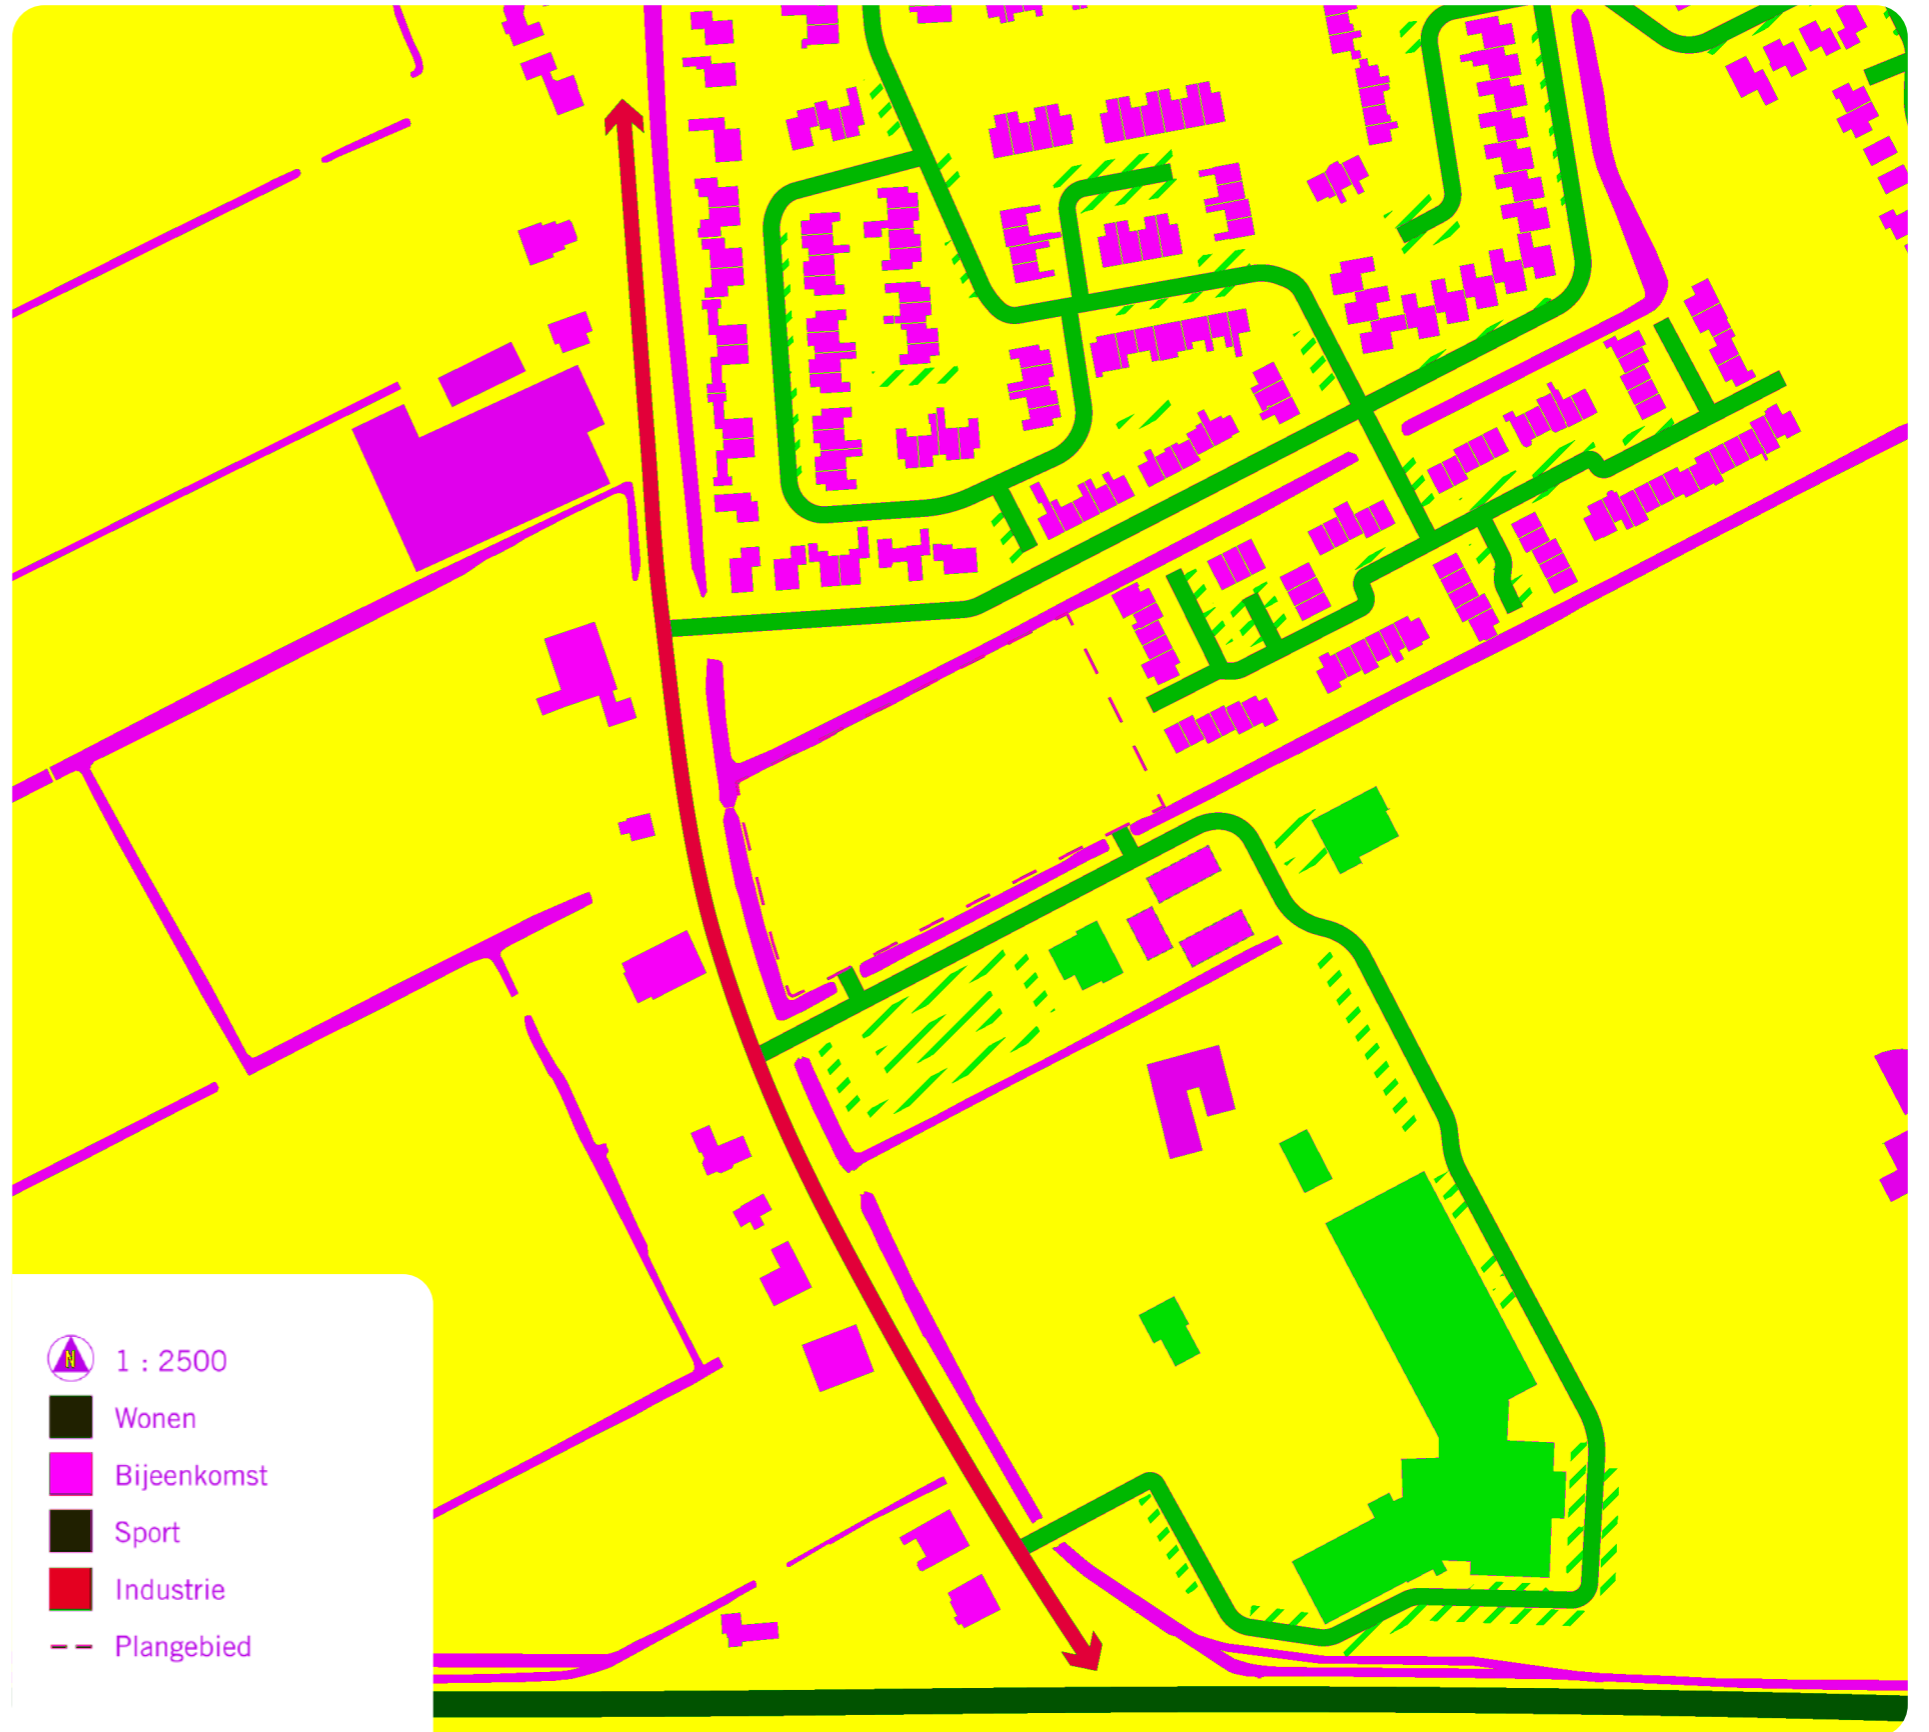 N 1 : 2500
Wonen
Bijeenkomst
Sport
Industrie
Plangebied